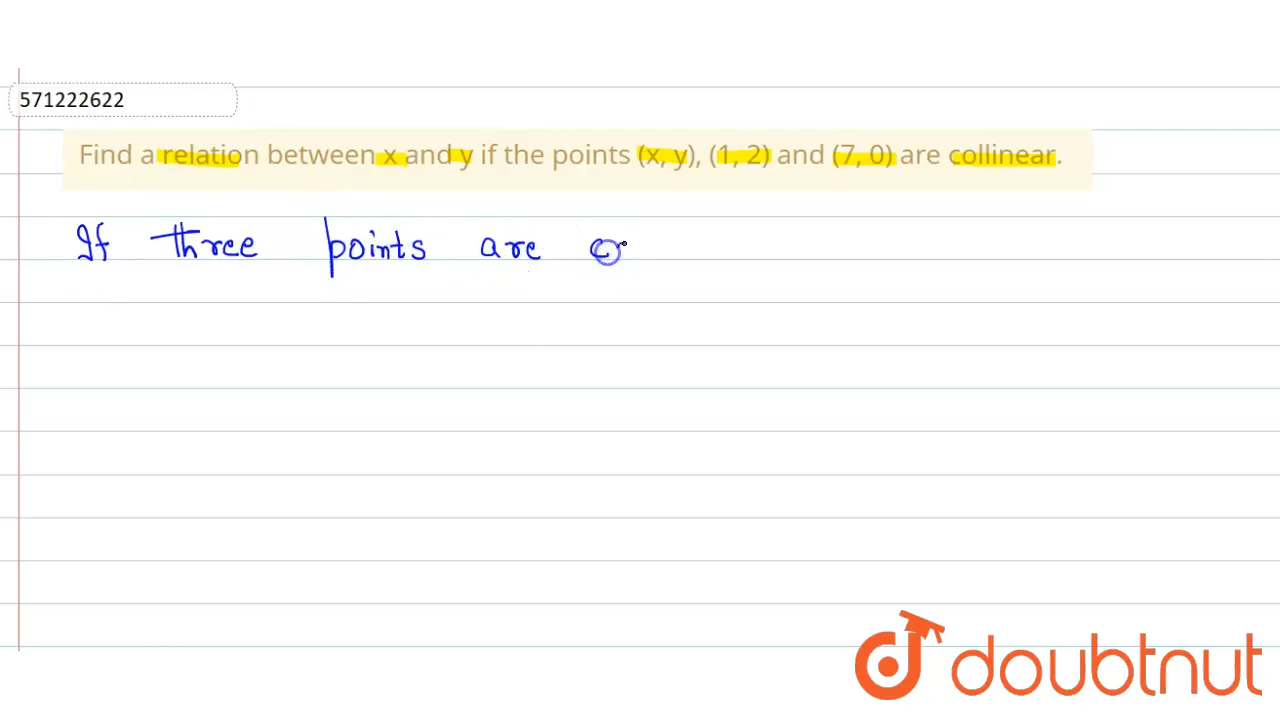 571222622
Find a relation between x and y if the points (x, y), (1, 2) and (7, 0) are collinear.
If three points are
doubtnut